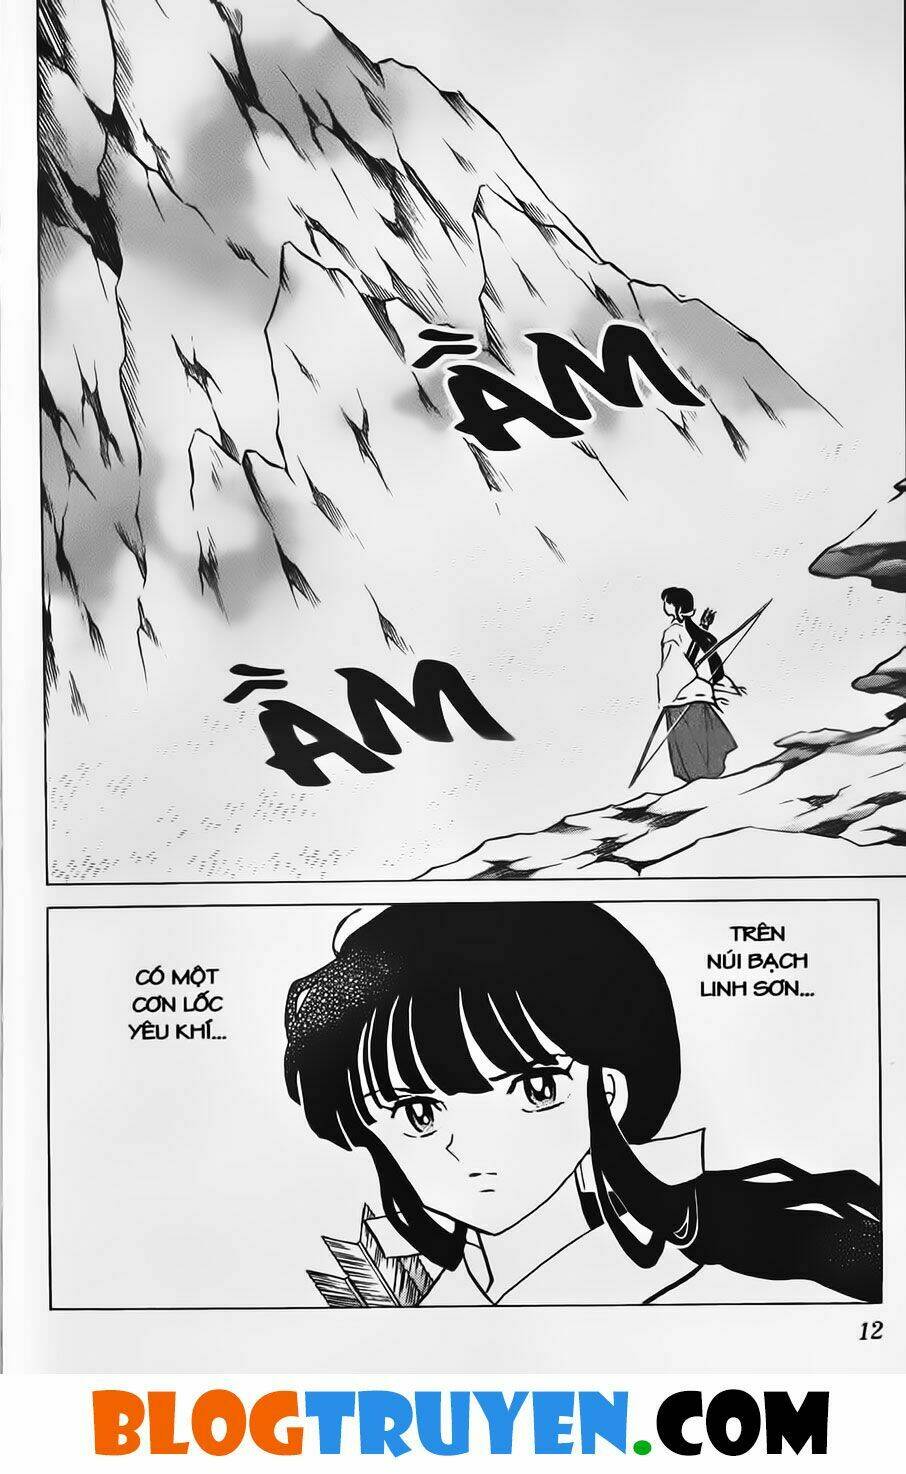 ẦM
ẦM
TRÊN
NÚI BẠCH
LINH SƠN...
CÓ MỘT
CƠN LỐC
YÊU KHÍ...
12
BLOGTRUYEN.COM